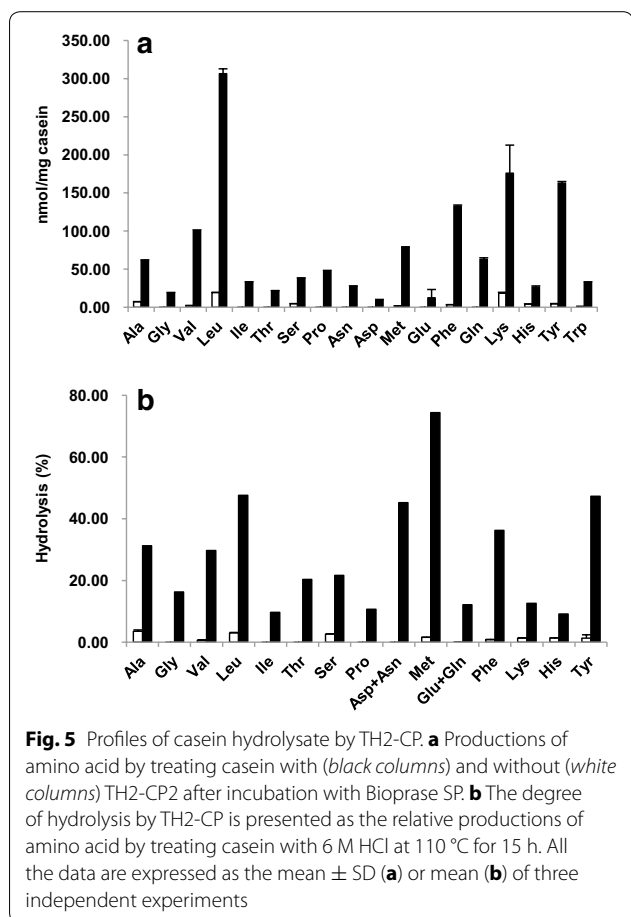 a
nmol/mg casein
350.00
300.00
250.00
200.00
150.00
100.00
50.00
0.00
Ala Gly Val Leu Ile Thr Ser Pro Asn Asp Met Glu Phe Gln Lys His Tyr Trp
b
Hydrolysis (%)
80.00
60.00
40.00
20.00
0.00
Ala Gly Val Leu Ile Thr Ser Pro Asp+Asn Met Glu+Gln Phe Lys His Tyr
Fig. 5 Profiles of casein hydrolysate by TH2-CP. a Productions of
amino acid by treating casein with (black columns) and without (white
columns) TH2-CP2 after incubation with Bioprase SP. b The degree
of hydrolysis by TH2-CP is presented as the relative productions of
amino acid by treating casein with 6 M HCl at 110 °C for 15 h. All
the data are expressed as the mean ± SD (a) or mean (b) of three
independent experiments